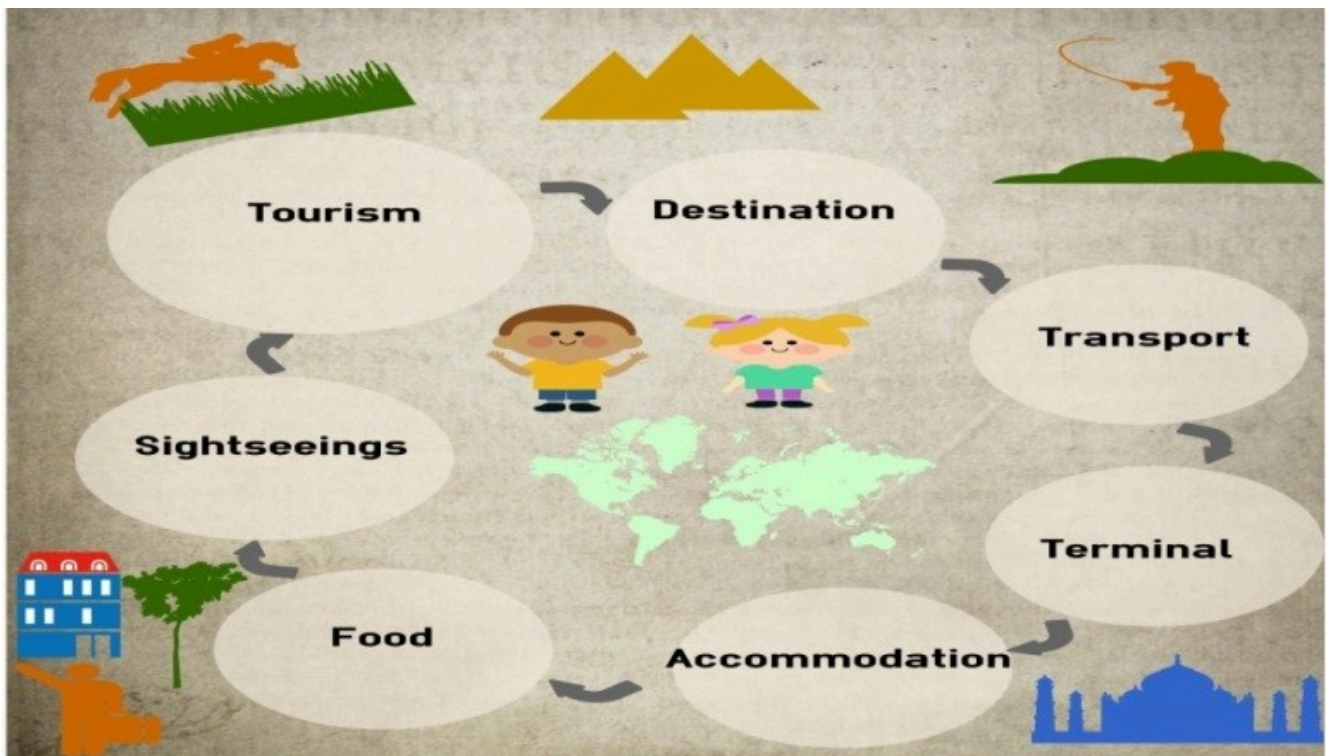 Tourism
Destination
Transport
Terminal
Accommodation
Food
Sightseeings